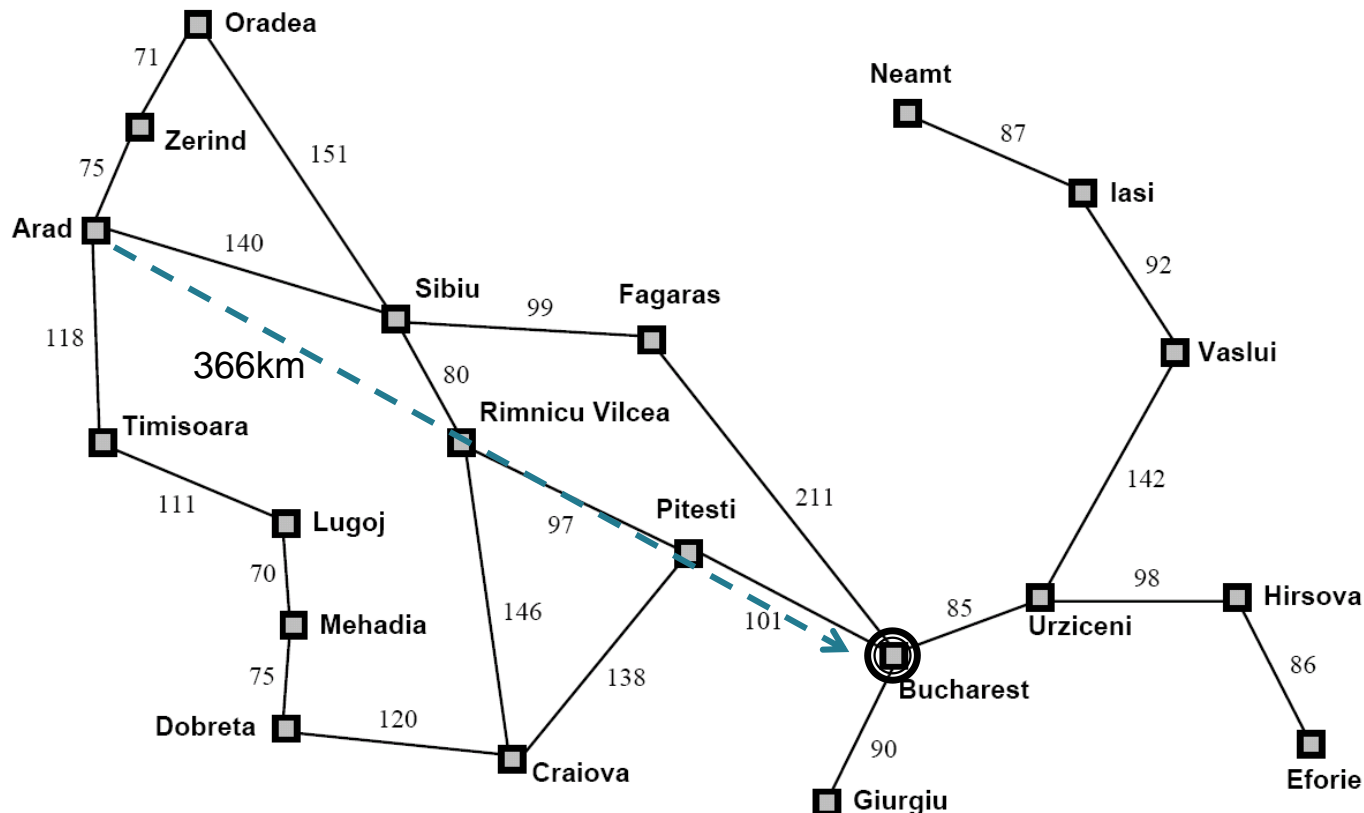 Oradea
71
Neamt
Zerind
87
151
75
Iasi
Arad
140
92
Sibiu
Fagaras
99
118
Vaslui
366km
80
Rimnicu Vilcea
Timisoara
142
211
111
Pitesti
97
Lugoj
70
98
Hirsova
85
146
101
Mehadia
Urziceni
86
75
138
Bucharest
Dobreta
120
90
Craiova
Eforie
Giurgiu